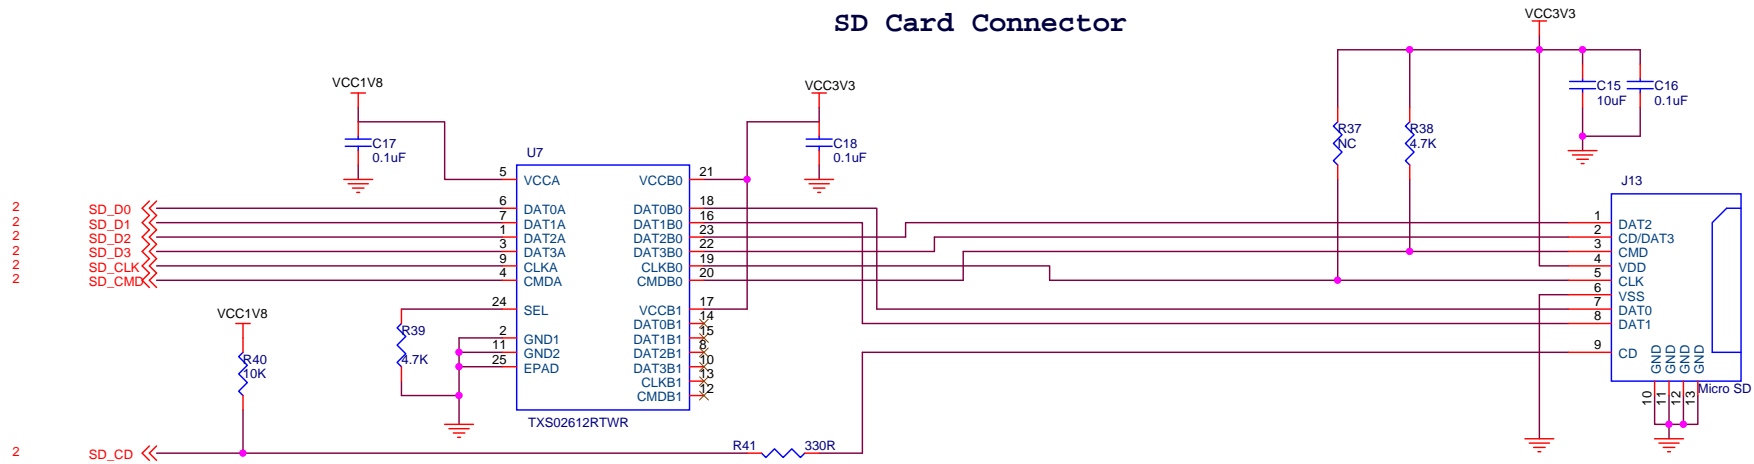 SD Card Connector
VCC3V3
VCC1V8
VCC3V3
C15
10uF
C16
0.1uF
C17
0.1uF
C18
0.1uF
R37
NC
R38
4.7K
U7
5 VCCA VCCB0 21
J13
2 SD_D0 6 DAT0A DAT0B0 18
2 SD_D1 7 DAT1A DAT1B0 16
2 SD_D2 1 DAT2A DAT2B0 23
2 SD_D3 3 DAT3A DAT3B0 22
2 SD_CLK 9 CLKA CLKB0 19
2 SD_CMD 4 CMDA CMDB0 20
1 DAT2
2 CD/DAT3
3 CMD
4 VDD
5 CLK
6 VSS
7 DAT0
8 DAT1
9 CD
24 SEL VCCB1 17
DAT0B1 14
2 GND1 DAT1B1 15
11 GND2 DAT2B1 8
25 EPAD DAT3B1 10
CLKB1 13
CMDB1 12
VCC1V8
R39
4.7K
R40
10K
GND GND GND GND
10 11 12 13
Micro SD
TXS02612RTWR
2 SD_CD
R41 330R